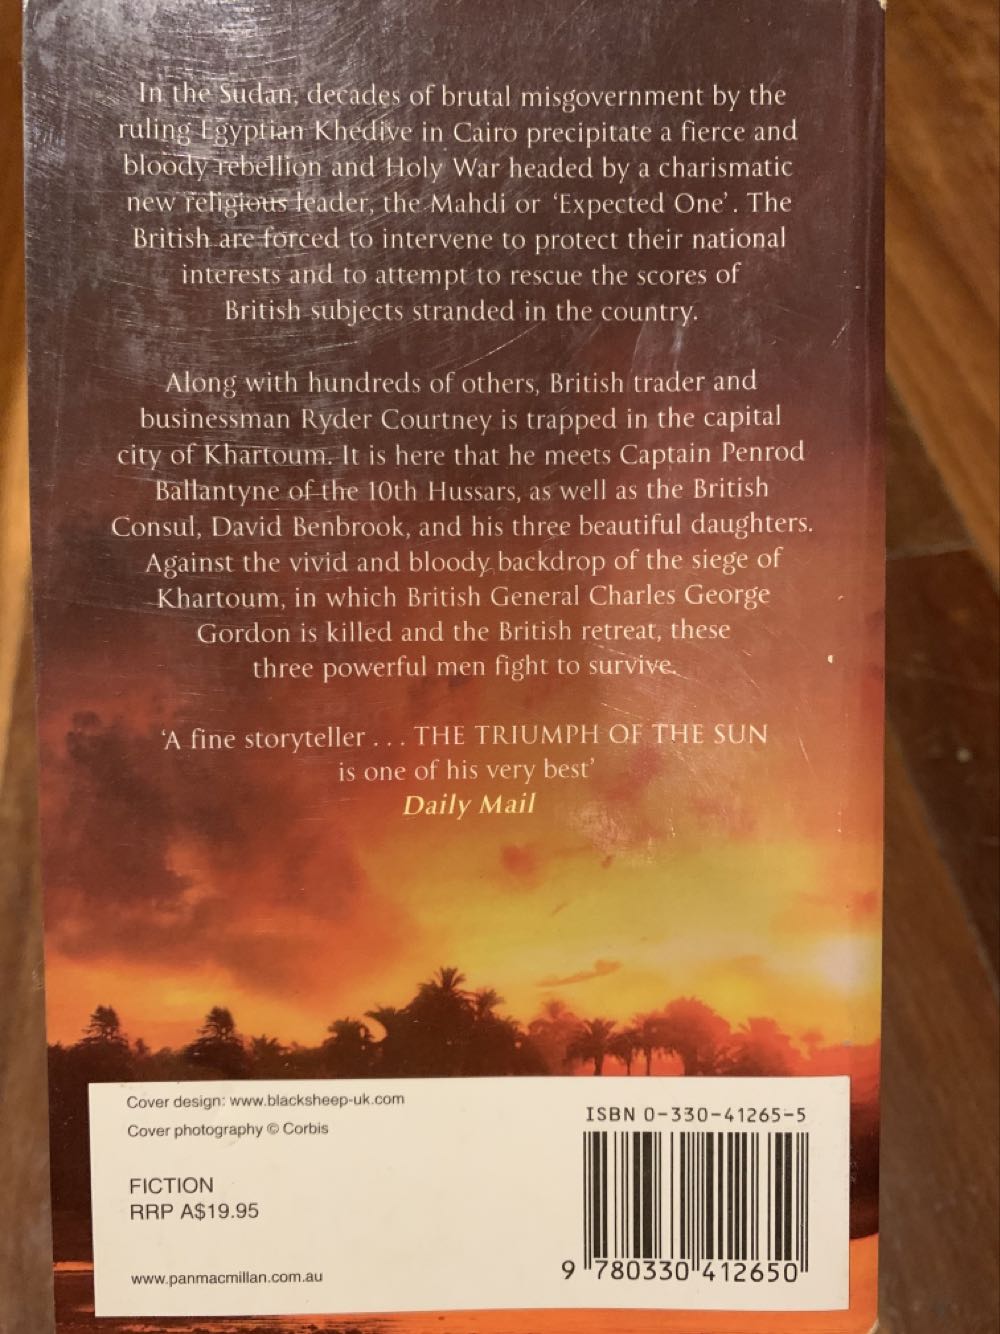 In the Sudan, decades of brutal misgovernment by the
ruling Egyptian Khedive in Cairo precipitate a fierce and
bloody rebellion and Holy War headed by a charismatic
new religious leader, the Mahdi or ‘Expected One’. The
British are forced to intervene to protect their national
interests and to attempt to rescue the scores of
British subjects stranded in the country.
Along with hundreds of others, British trader and
businessman Ryder Courtney is trapped in the capital
city of Khartoum. It is here that he meets Captain Penrod
Ballantyne of the 10th Hussars, as well as the British
Consul, David Benbrook, and his three beautiful daughters.
Against the vivid and bloody backdrop of the siege of
Khartoum, in which British General Charles George
Gordon is killed and the British retreat, these
three powerful men fight to survive.
‘A fine storyteller . . . THE TRIUMPH OF THE SUN
is one of his very best’
Daily Mail
Cover design: www.blacksheep-uk.com
Cover photography © Corbis
FICTION
RRP A$19.95
www.panmacmillan.com.au
ISBN 0-330-41265-5
9 780330 412650